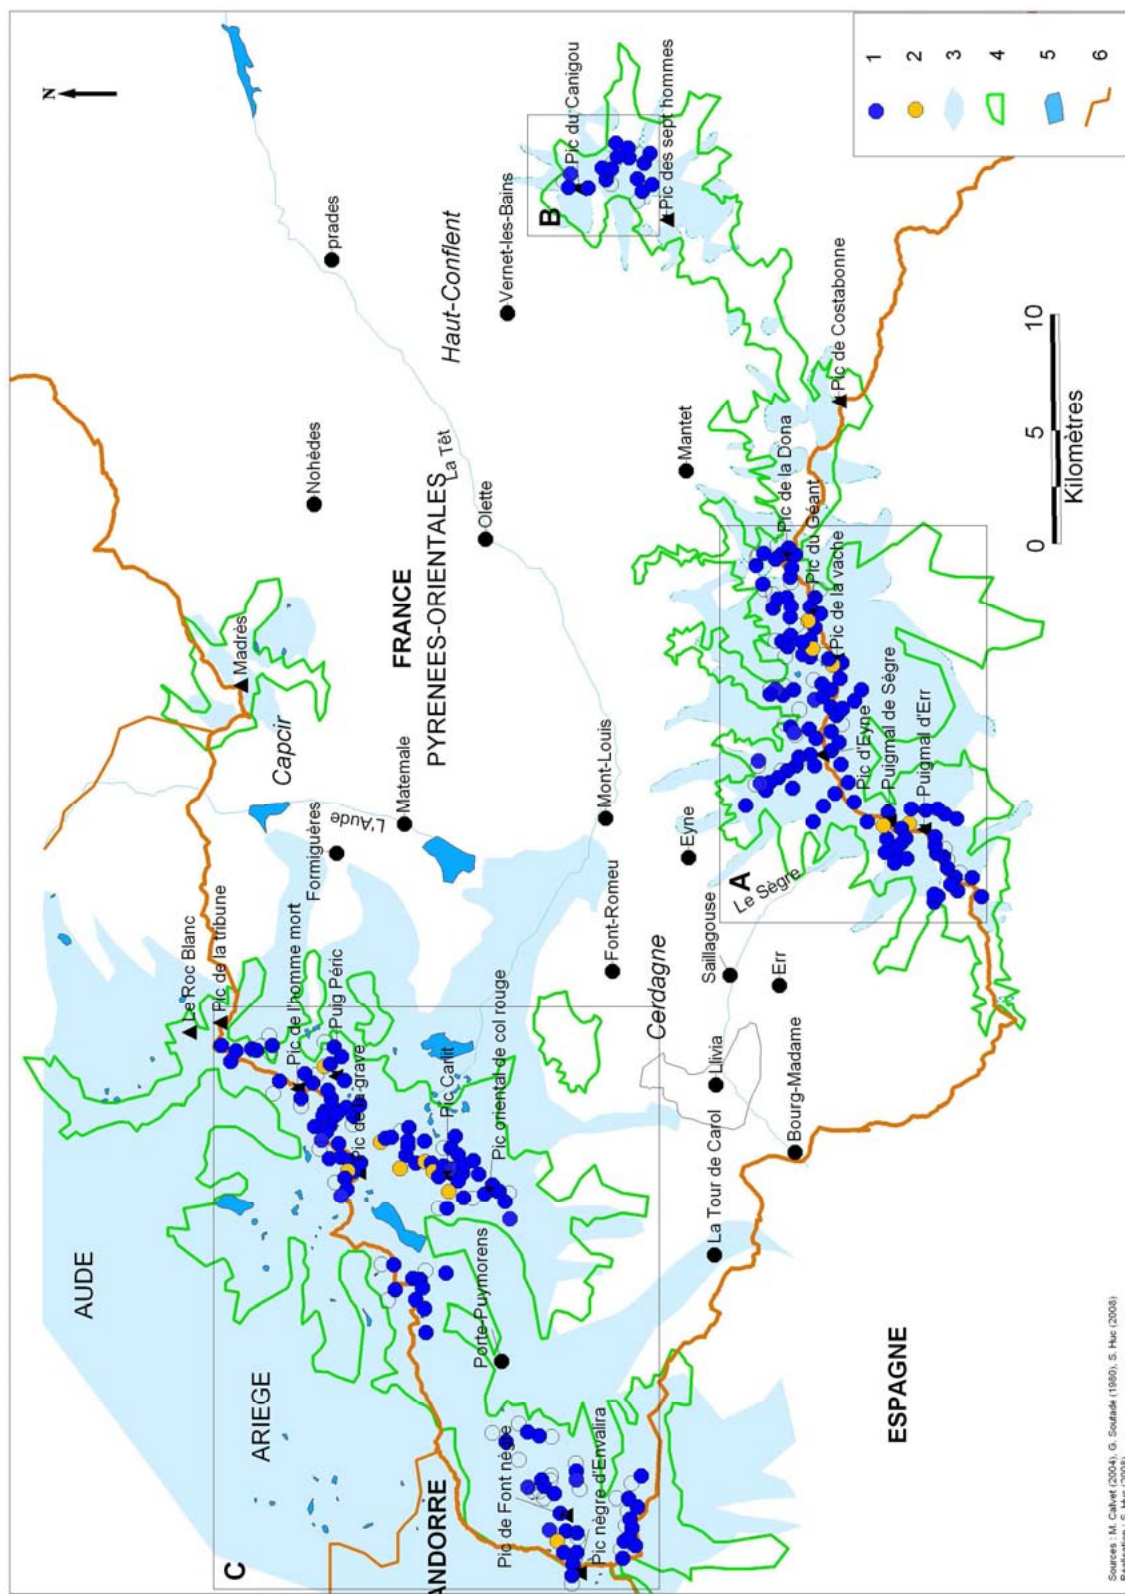 N
AUDE
ARIEGE
ANDORRE
FRANCE
PYRENEES-ORIENTALES
ESPAGNE
Capcir
Haut-Conflent
Cerdagne
La Têt
L'Aude
Le Sègre
A
B
C
Le Roc Blanc
Pic de la tribune
Pic de l'homme mort
Puig Péric
Pic de la grave
Pic Carlit
Pic oriental de col rouge
Porte-Puymorens
Pic de Font nègre
Pic nègre d'Envalira
Madrès
Nohèdes
prades
Formiguères
Matemale
Olette
Vernet-les-Bains
Pic du Canigou
Pic des sept hommes
Mont-Louis
Font-Romeu
Eyne
Mantet
Saillagouse
Err
Llivia
Bourg-Madame
La Tour de Carol
Pic de la Dona
Pic du Géant
Pic de la vache
Pic d'Eyne
Puigmal de Sègre
Puigmal d'Err
Pic de Costabonne
0 5 10
Kilomètres
1
2
3
4
5
6
Sources : M. Calvet (2004), G. Soutadé (1980), S. Huc (2008)
Réalisation : S. Huc (2008)